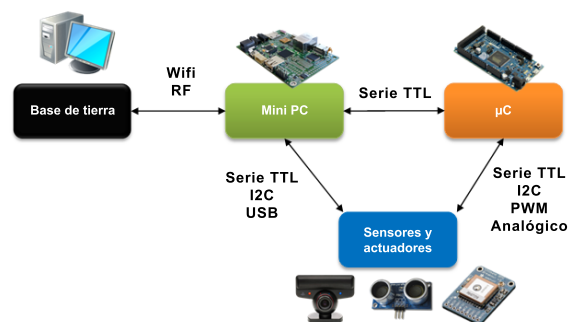 Wifi
RF
Base de tierra
Mini PC
Serie TTL
µC
Serie TTL
I2C
USB
Serie TTL
I2C
PWM
Analógico
Sensores y
actuadores